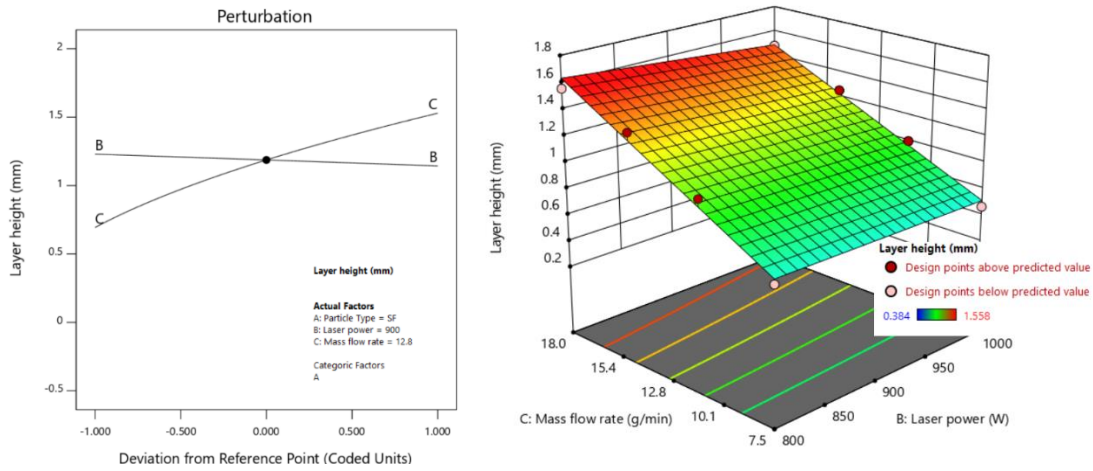 Perturbation
2
1.5
1
0.5
0
-0.5
Layer height (mm)
B
C
C
B
Layer height (mm)
Actual Factors
A: Particle Type = SF
B: Laser power = 900
C: Mass flow rate = 12.8
Categoric Factors
A
-1.000
-0.500
0.000
0.500
1.000
Deviation from Reference Point (Coded Units)
1.8
1.6
1.4
1.2
1
0.8
0.6
0.4
0.2
Layer height (mm)
18.0
15.4
12.8
10.1
7.5
C: Mass flow rate (g/min)
800
850
900
950
1000
B: Laser power (W)
Layer height (mm)
Design points above predicted value
Design points below predicted value
0.384
1.558